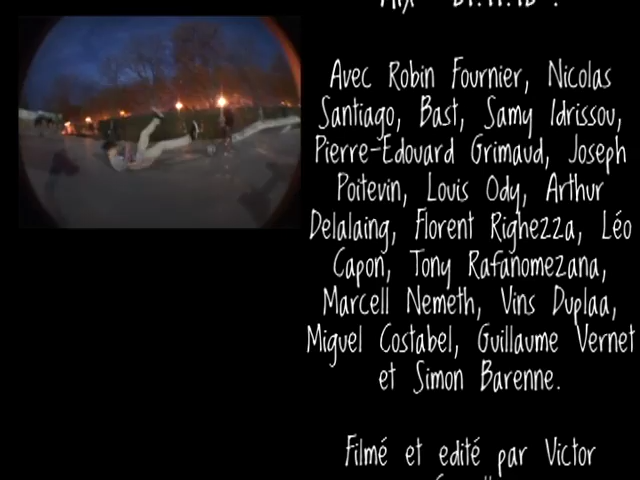 Avec Robin Fournier, Nicolas
Santiago, Bast, Samy Idrissou,
Pierre-Edouard Grimaud, Joseph
Poitevin, Louis Ody, Arthur
Delalaing, Florent Righezza, Léo
Capon, Tony Rafanomezana,
Marcell Nemeth, Vins Duplaa,
Miguel Costabel, Guillaume Vernet
et Simon Barenne.
Filmé et edité par Victor